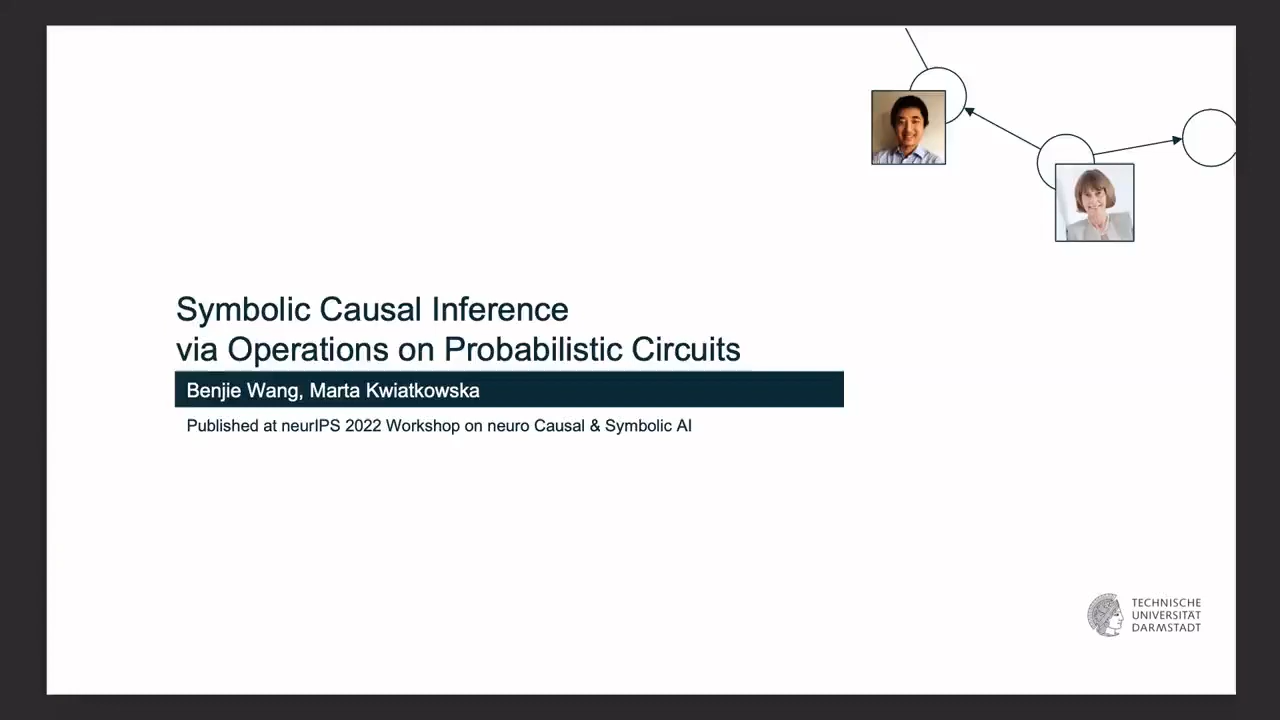 Symbolic Causal Inference
via Operations on Probabilistic Circuits
Benjie Wang, Marta Kwiatkowska
Published at neurIPS 2022 Workshop on neuro Causal & Symbolic AI
TECHNISCHE
UNIVERSITÄT
DARMSTADT